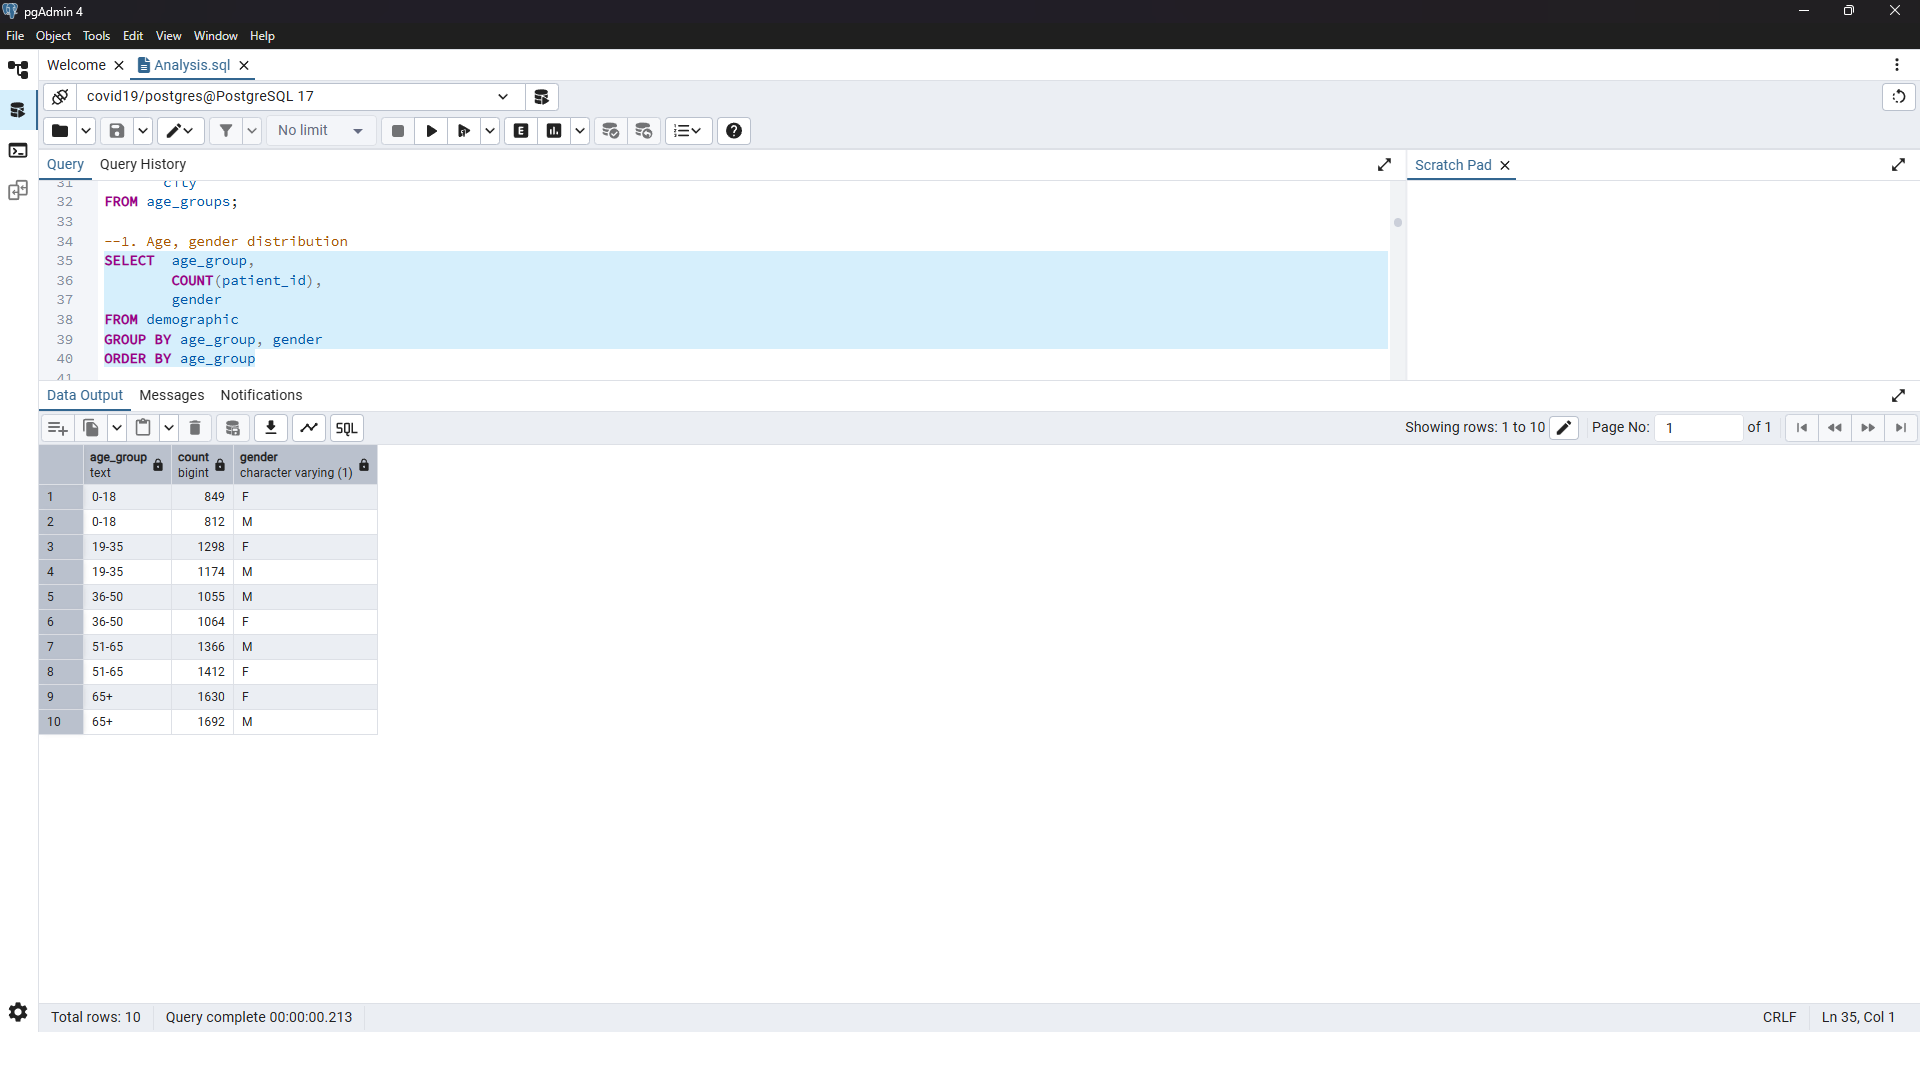 pgAdmin 4
File Object Tools Edit View Window Help
Welcome Analysis.sql
covid19/postgres@PostgreSQL 17
No limit E SQL
Query Query History Scratch Pad
31 city
32 FROM age_groups;
33
34 --1. Age, gender distribution
35 SELECT age_group,
36 COUNT(patient_id),
37 gender
38 FROM demographic
39 GROUP BY age_group, gender
40 ORDER BY age_group
41
Data Output Messages Notifications
SQL Showing rows: 1 to 10 Page No: 1 of 1
age_group count gender
text bigint character varying (1)
1 0-18 849 F
2 0-18 812 M
3 19-35 1298 F
4 19-35 1174 M
5 36-50 1055 M
6 36-50 1064 F
7 51-65 1366 M
8 51-65 1412 F
9 65+ 1630 F
10 65+ 1692 M
Total rows: 10 Query complete 00:00:00.213 CRLF Ln 35, Col 1